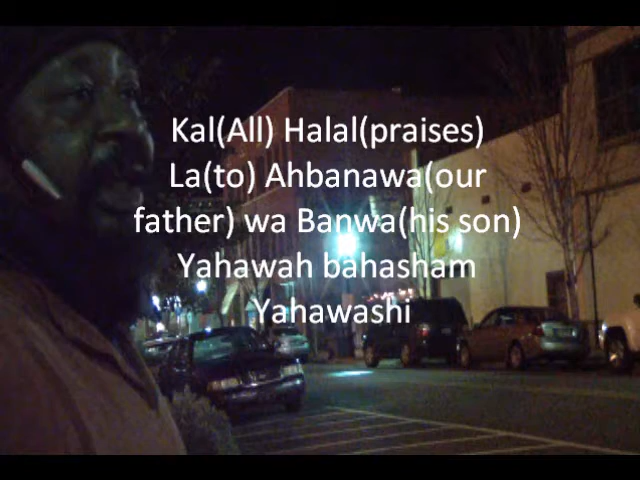 Kal(All) Halal(praises)
La(to) Ahbanawa(our
father) wa Banwa(his son)
Yahawah bahasham
Yahawashi